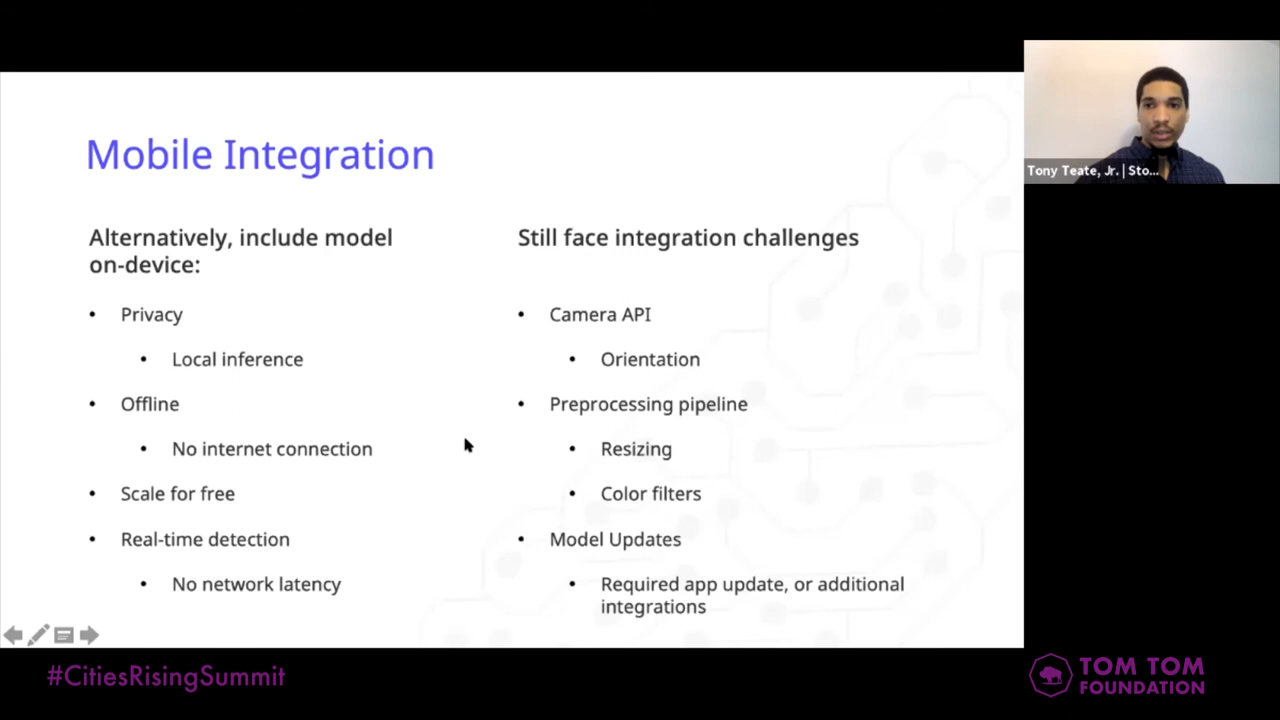 Mobile Integration
Alternatively, include model
on-device:
• Privacy
• Local inference
• Offline
• No internet connection
• Scale for free
• Real-time detection
• No network latency
Still face integration challenges
• Camera API
• Orientation
• Preprocessing pipeline
• Resizing
• Color filters
• Model Updates
• Required app update, or additional
integrations
Tony Teate, Jr. | Sto...
#CitiesRisingSummit
TOM TOM
FOUNDATION